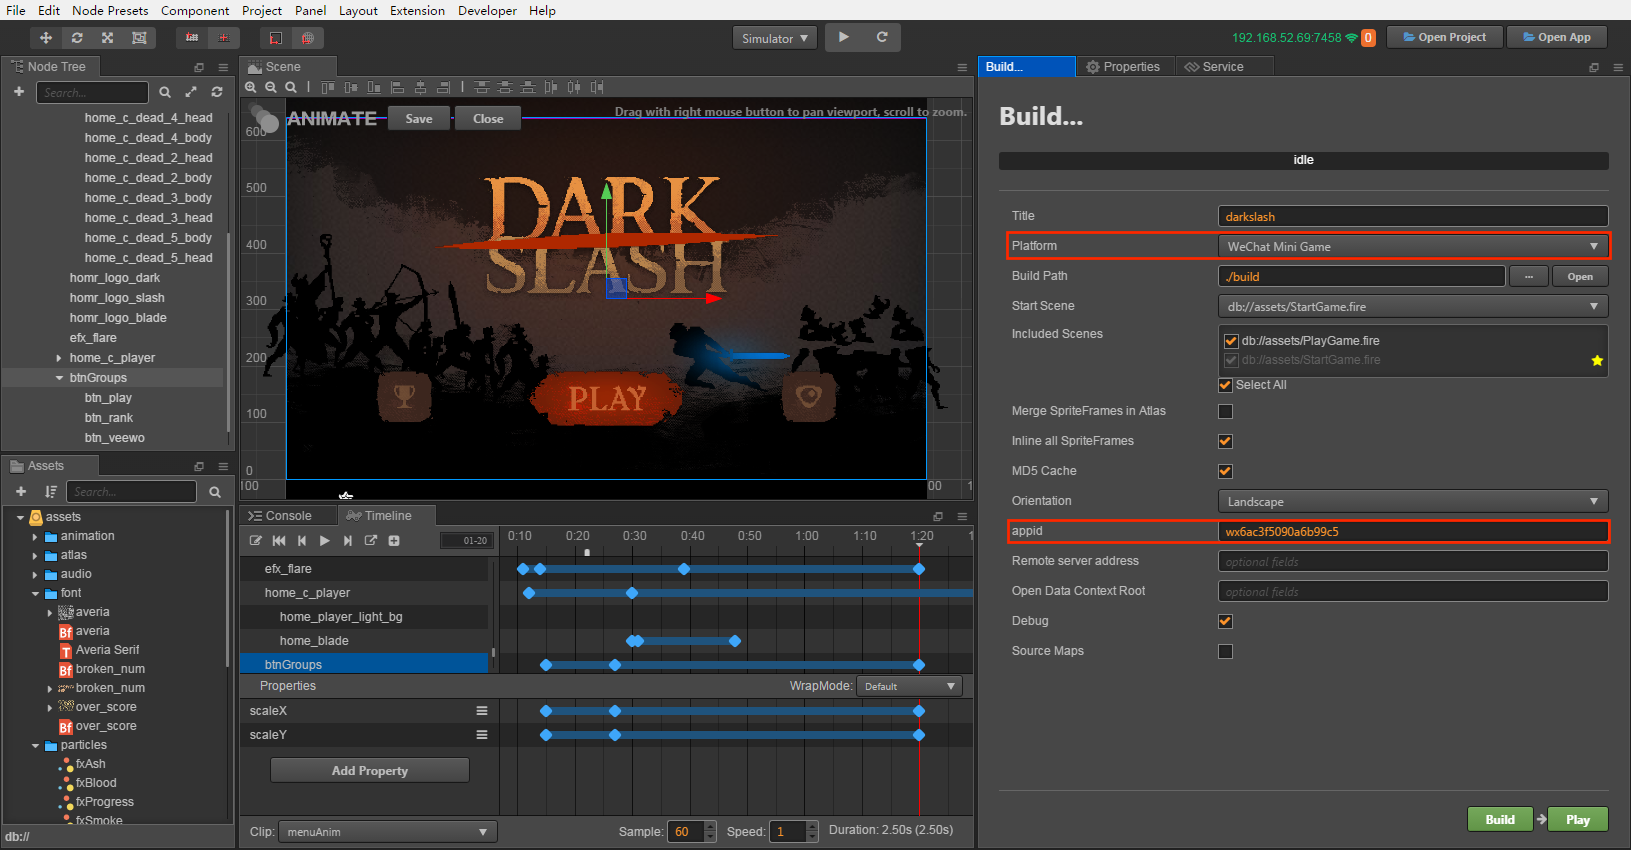 File Edit Node Presets Component Project Panel Layout Extension Developer Help
Simulator
192.168.52.69:7458
0
Open Project
Open App
Node Tree
Search...
home_c_dead_4_head
home_c_dead_4_body
home_c_dead_2_head
home_c_dead_2_body
home_c_dead_3_body
home_c_dead_3_head
home_c_dead_5_body
home_c_dead_5_head
homr_logo_dark
homr_logo_slash
homr_logo_blade
efx_flare
home_c_player
btnGroups
btn_play
btn_rank
btn_veewo
Assets
Search...
assets
animation
atlas
audio
font
averia
Bf averia
T Averia Serif
Bf broken_num
broken_num
over_score
Bf over_score
particles
fxAsh
fxBlood
fxProgress
fxSmoke
db://
Scene
ANIMATE
Save
Close
Drag with right mouse button to pan viewport, scroll to zoom.
600
500
400
300
200
100
0
100
00
1
DARK
SLASH
PLAY
Console
Timeline
01-20
0:10 0:20 0:30 0:40 0:50 1:00 1:10 1:20
efx_flare
home_c_player
home_player_light_bg
home_blade
btnGroups
Properties
WrapMode: Default
scaleX
scaleY
Add Property
Clip: menuAnim
Sample: 60
Speed: 1
Duration: 2.50s (2.50s)
Build...
Properties
Service
Build...
idle
Title darkslash
Platform WeChat Mini Game
Build Path ./build ... Open
Start Scene db://assets/StartGame.fire
Included Scenes
db://assets/PlayGame.fire
db://assets/StartGame.fire
Select All
Merge SpriteFrames in Atlas
Inline all SpriteFrames
MD5 Cache
Orientation Landscape
appid wx6ac3f5090a6b99c5
Remote server address optional fields
Open Data Context Root optional fields
Debug
Source Maps
Build
Play